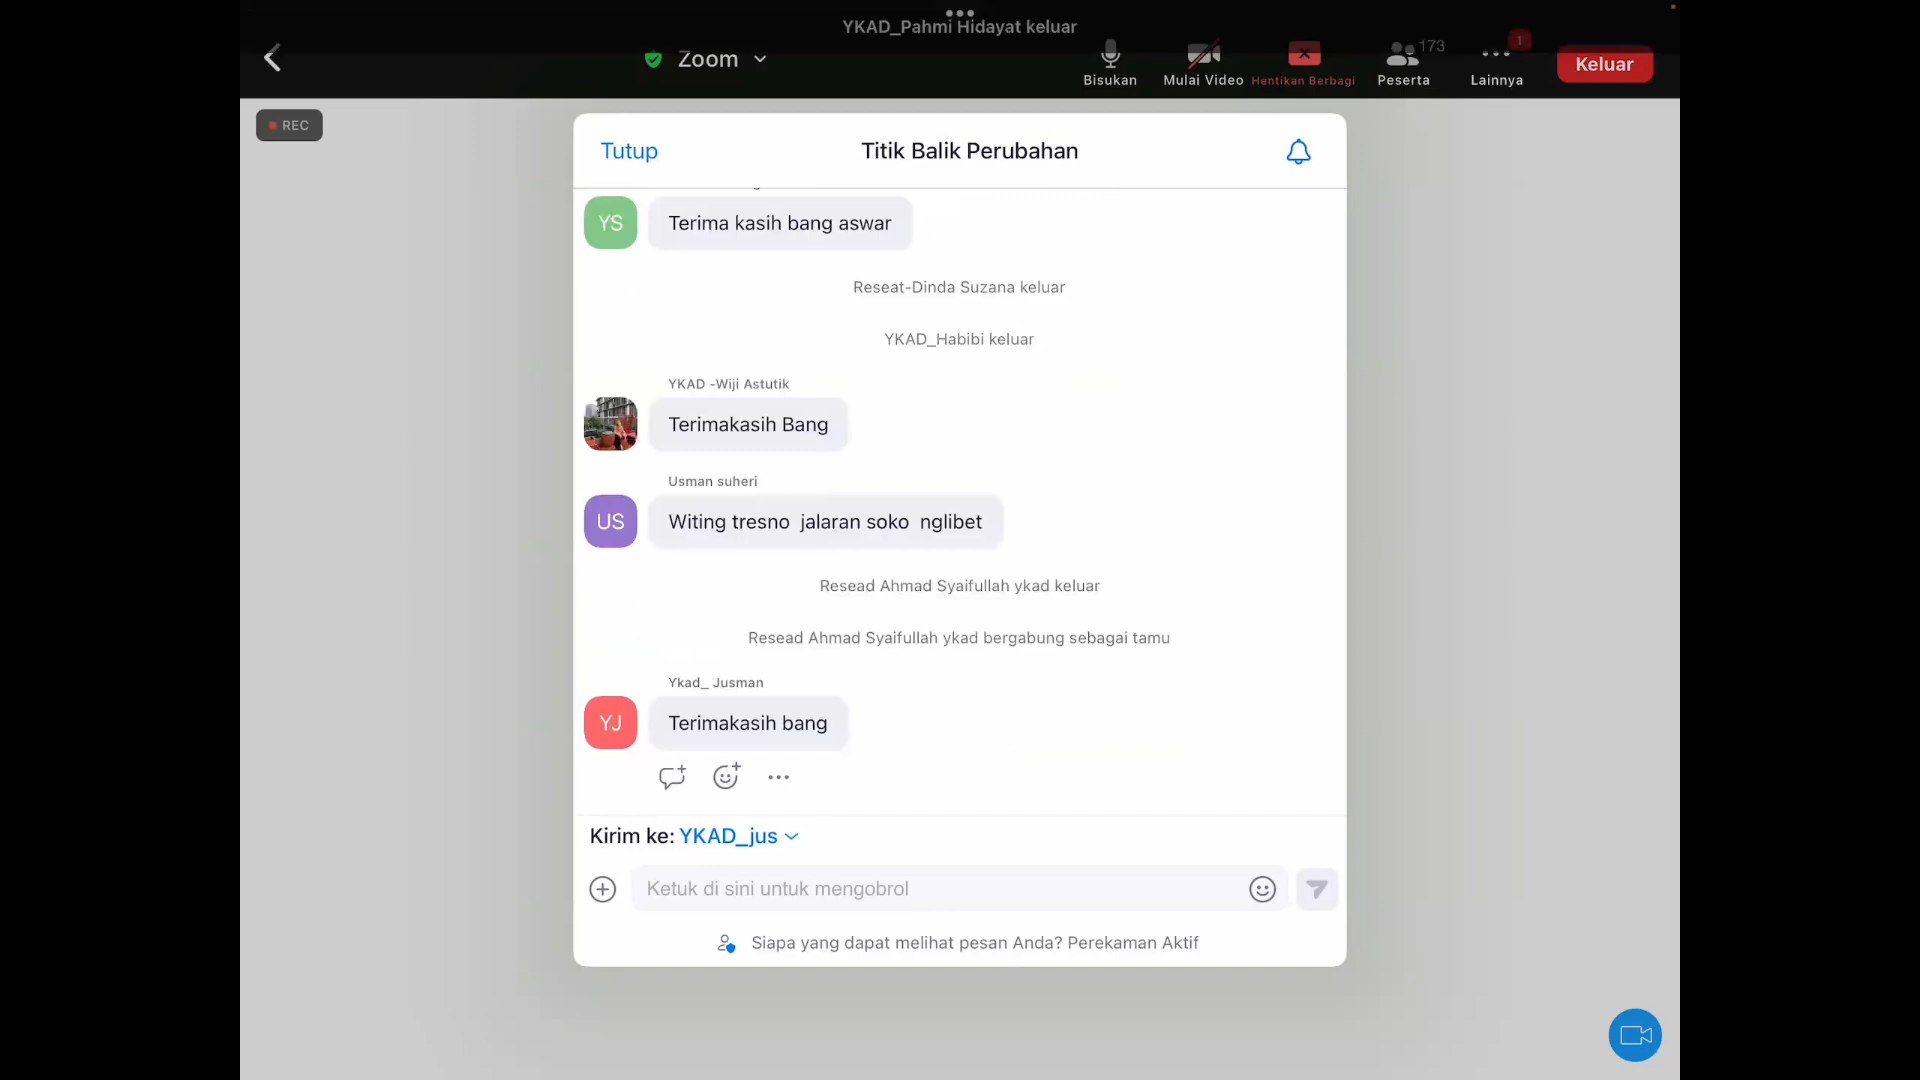 YKAD_Pahmi Hidayat keluar
Zoom
Bisukan
Mulai Video
Hentikan Berbagi
173
Peserta
1
Lainnya
Keluar
REC
Tutup
Titik Balik Perubahan
YS
Terima kasih bang aswar
Reseat-Dinda Suzana keluar
YKAD_Habibi keluar
YKAD -Wiji Astutik
Terimakasih Bang
Usman suheri
US
Witing tresno  jalaran soko  nglibet
Resead Ahmad Syaifullah ykad keluar
Resead Ahmad Syaifullah ykad bergabung sebagai tamu
Ykad_ Jusman
YJ
Terimakasih bang
Kirim ke: YKAD_jus
Ketuk di sini untuk mengobrol
Siapa yang dapat melihat pesan Anda? Perekaman Aktif